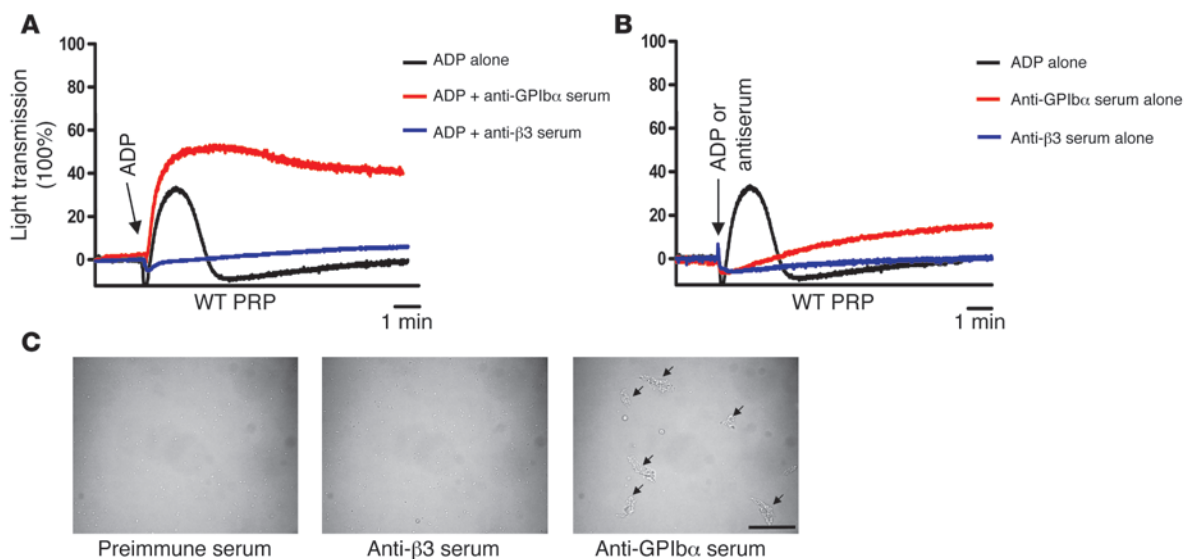 A
100
80
60
40
20
0
Light transmission
(100%)
ADP
ADP alone
ADP + anti-GPIbα serum
ADP + anti-β3 serum
WT PRP
1 min
B
100
80
60
40
20
0
ADP or
antiserum
ADP alone
Anti-GPIbα serum alone
Anti-β3 serum alone
WT PRP
1 min
C
Preimmune serum
Anti-β3 serum
Anti-GPIbα serum